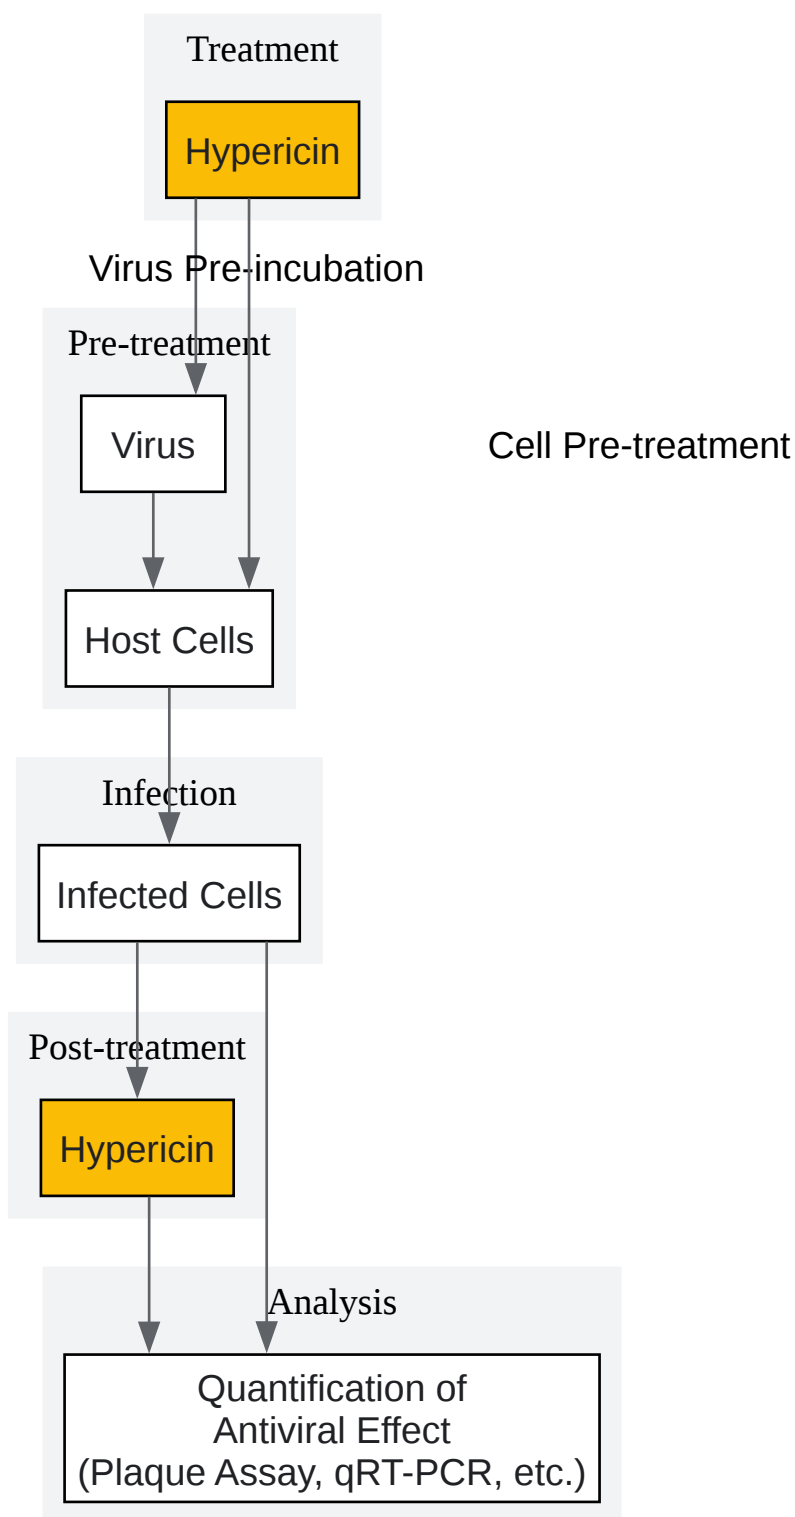 Treatment
Hypericin
Virus Pre-incubation
Pre-treatment
Virus
Cell Pre-treatment
Host Cells
Infection
Infected Cells
Post-treatment
Hypericin
Analysis
Quantification of
Antiviral Effect
(Plaque Assay, qRT-PCR, etc.)